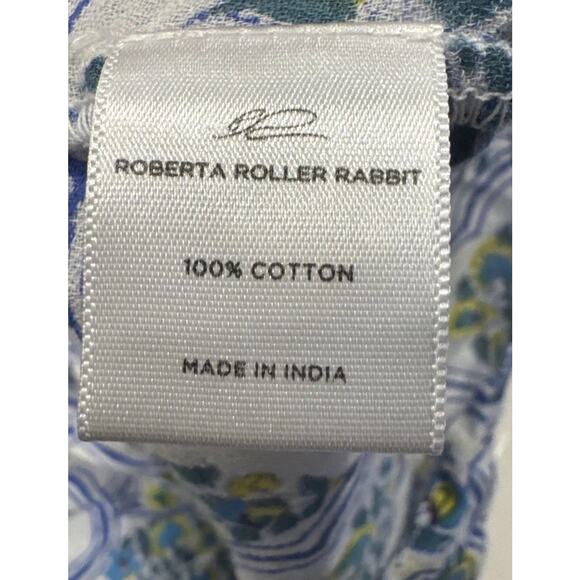 ROBERTA ROLLER RABBIT
100% COTTON
MADE IN INDIA